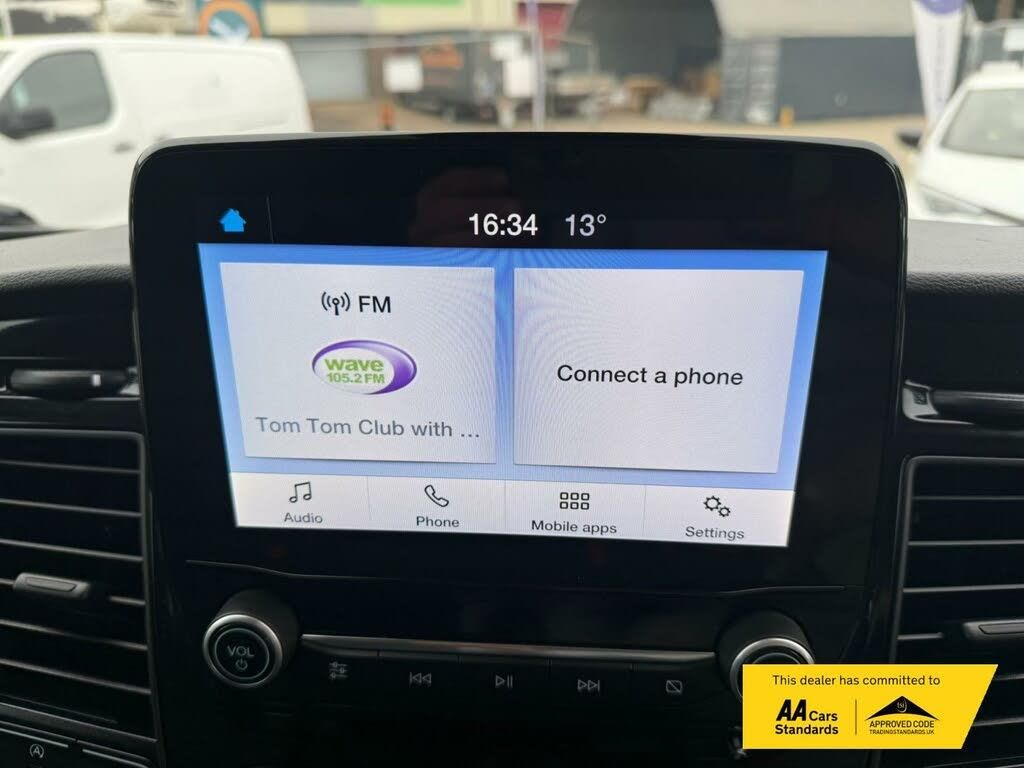 16:34 13°
FM
wave
105.2 FM
Tom Tom Club with ...
Connect a phone
Audio
Phone
Mobile apps
Settings
VOL
A
This dealer has committed to
AA Cars
Standards
tsi
APPROVED CODE
TRADINGSTANDARDS.UK